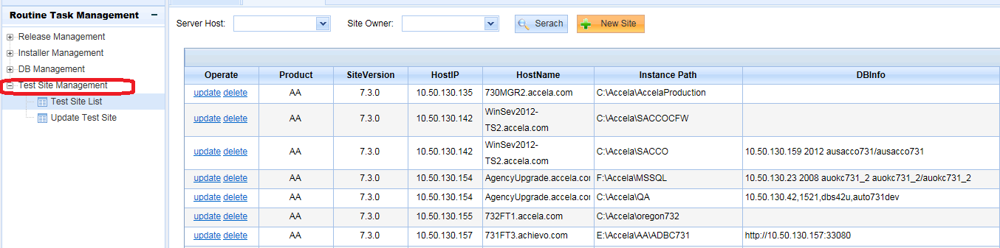 Routine Task Management
Release Management
Installer Management
DB Management
Test Site Management
Test Site List
Update Test Site
Server Host: Site Owner: Serach New Site
Operate Product SiteVersion HostIP HostName Instance Path DBInfo
update delete AA 7.3.0 10.50.130.135 730MGR2.accela.com C:\Accela\AccelaProduction
WinSev2012-
update delete AA 7.3.0 10.50.130.142 C:\Accela\SACCOCFW
TS2.accela.com
WinSev2012-
update delete AA 7.3.0 10.50.130.142 C:\Accela\SACCO 10.50.130.159 2012 ausacco731/ausacco731
TS2.accela.com
update delete AA 7.3.0 10.50.130.154 AgencyUpgrade.accela.com F:\Accela\MSSQL 10.50.130.23 2008 auokc731_2 auokc731_2/auokc731_2
update delete AA 7.3.0 10.50.130.154 AgencyUpgrade.accela.com C:\Accela\QA 10.50.130.42,1521,dbs42u,auto731dev
update delete AA 7.3.0 10.50.130.155 732FT1.accela.com C:\Accela\oregon732
update delete AA 7.3.0 10.50.130.157 731FT3.achievo.com E:\Accela\AA\ADBC731 http://10.50.130.157:33080